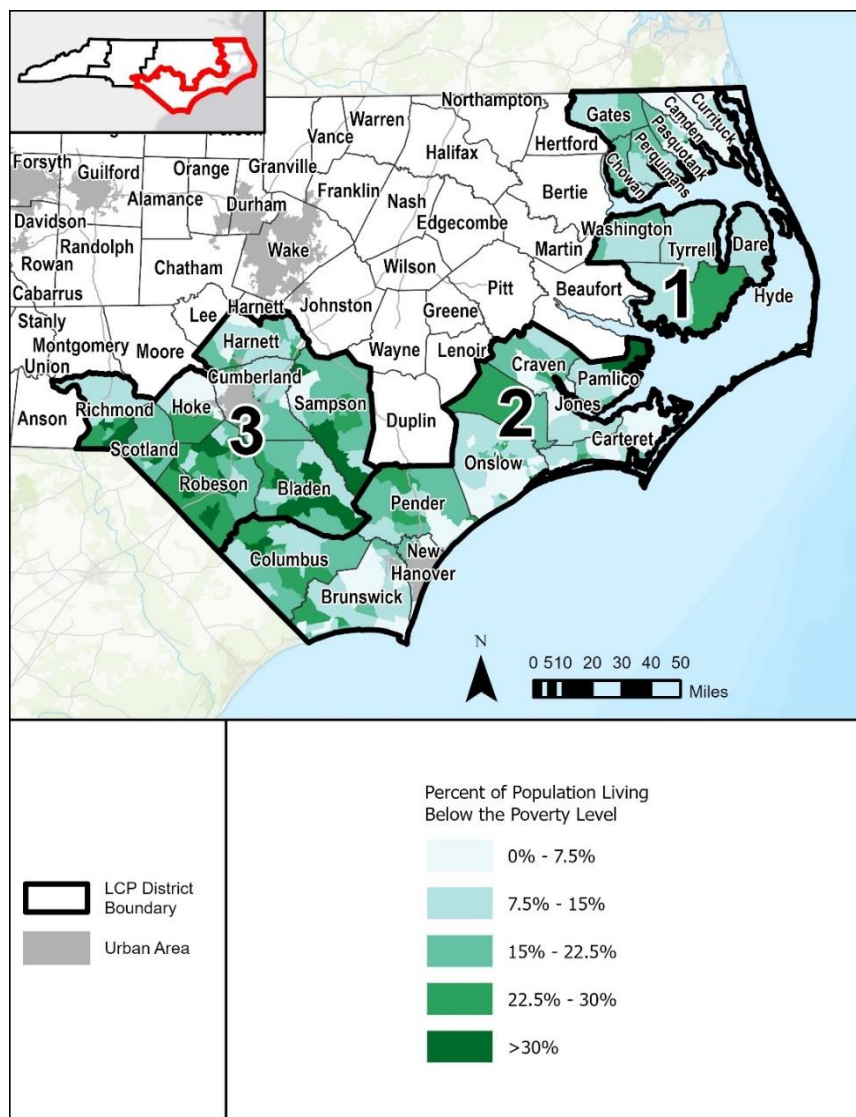 Northampton
Warren
Vance
Gates
Camden
Currituck
Pasquotank
Perquimans
Chowan
Hertford
Halifax
Forsyth
Guilford
Orange
Granville
Franklin
Bertie
Alamance
Durham
Nash
Edgecombe
Davidson
Washington
Tyrrell
Dare
Randolph
Wake
Martin
Rowan
Chatham
Wilson
Cabarrus
Pitt
Beaufort
1
Hyde
Harnett
Johnston
Greene
Stanly
Lee
Montgomery
Moore
Harnett
Wayne
Lenoir
Union
Craven
Cumberland
Pamlico
Richmond
Hoke
3
Sampson
2
Jones
Anson
Duplin
Carteret
Scotland
Onslow
Robeson
Bladen
Pender
Columbus
New
Hanover
Brunswick
N
0 5 10 20 30 40 50
Miles
Percent of Population Living
Below the Poverty Level
0% - 7.5%
LCP District
Boundary
7.5% - 15%
Urban Area
15% - 22.5%
22.5% - 30%
>30%